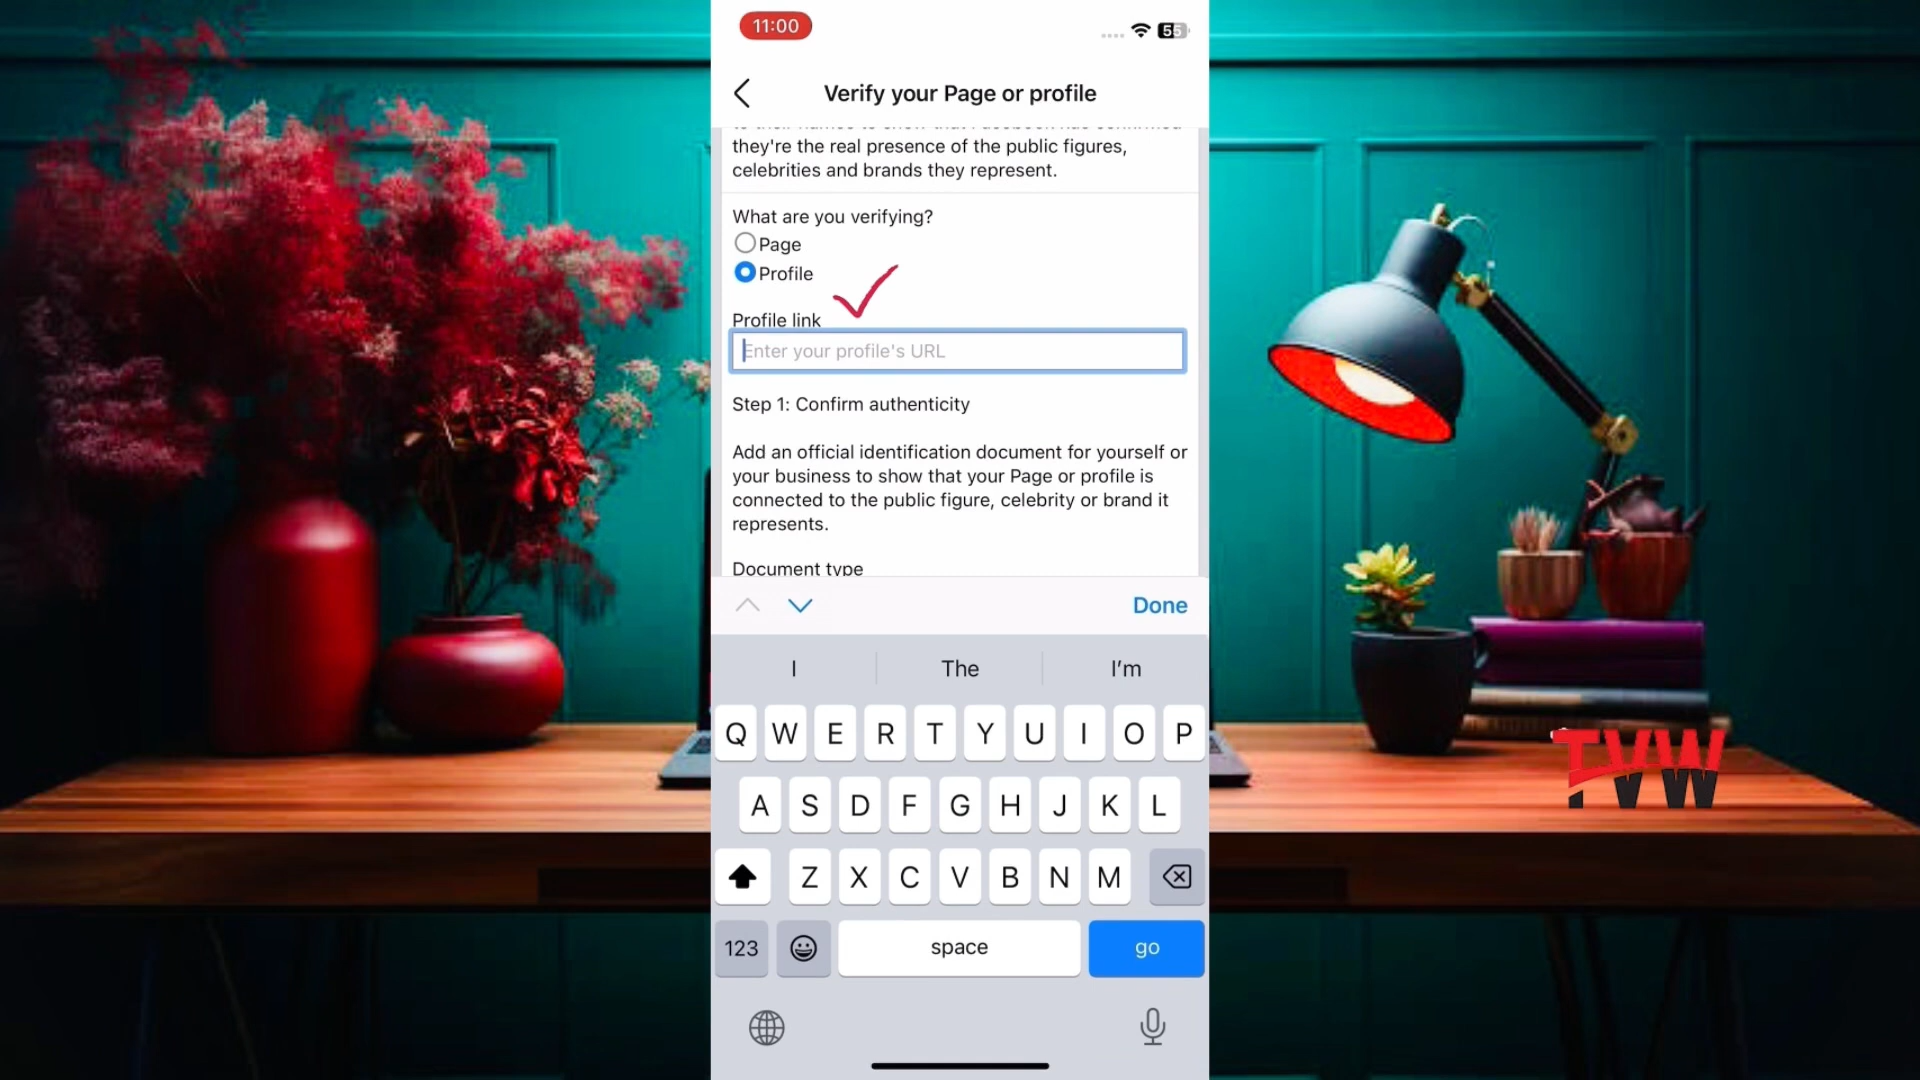 11:00
55
Verify your Page or profile
they're the real presence of the public figures,
celebrities and brands they represent.
What are you verifying?
Page
Profile
Profile link
Enter your profile's URL
Step 1: Confirm authenticity
Add an official identification document for yourself or
your business to show that your Page or profile is
connected to the public figure, celebrity or brand it
represents.
Document type
Done
I The I'm
Q W E R T Y U I O P
A S D F G H J K L
Z X C V B N M
123 space go
TVW